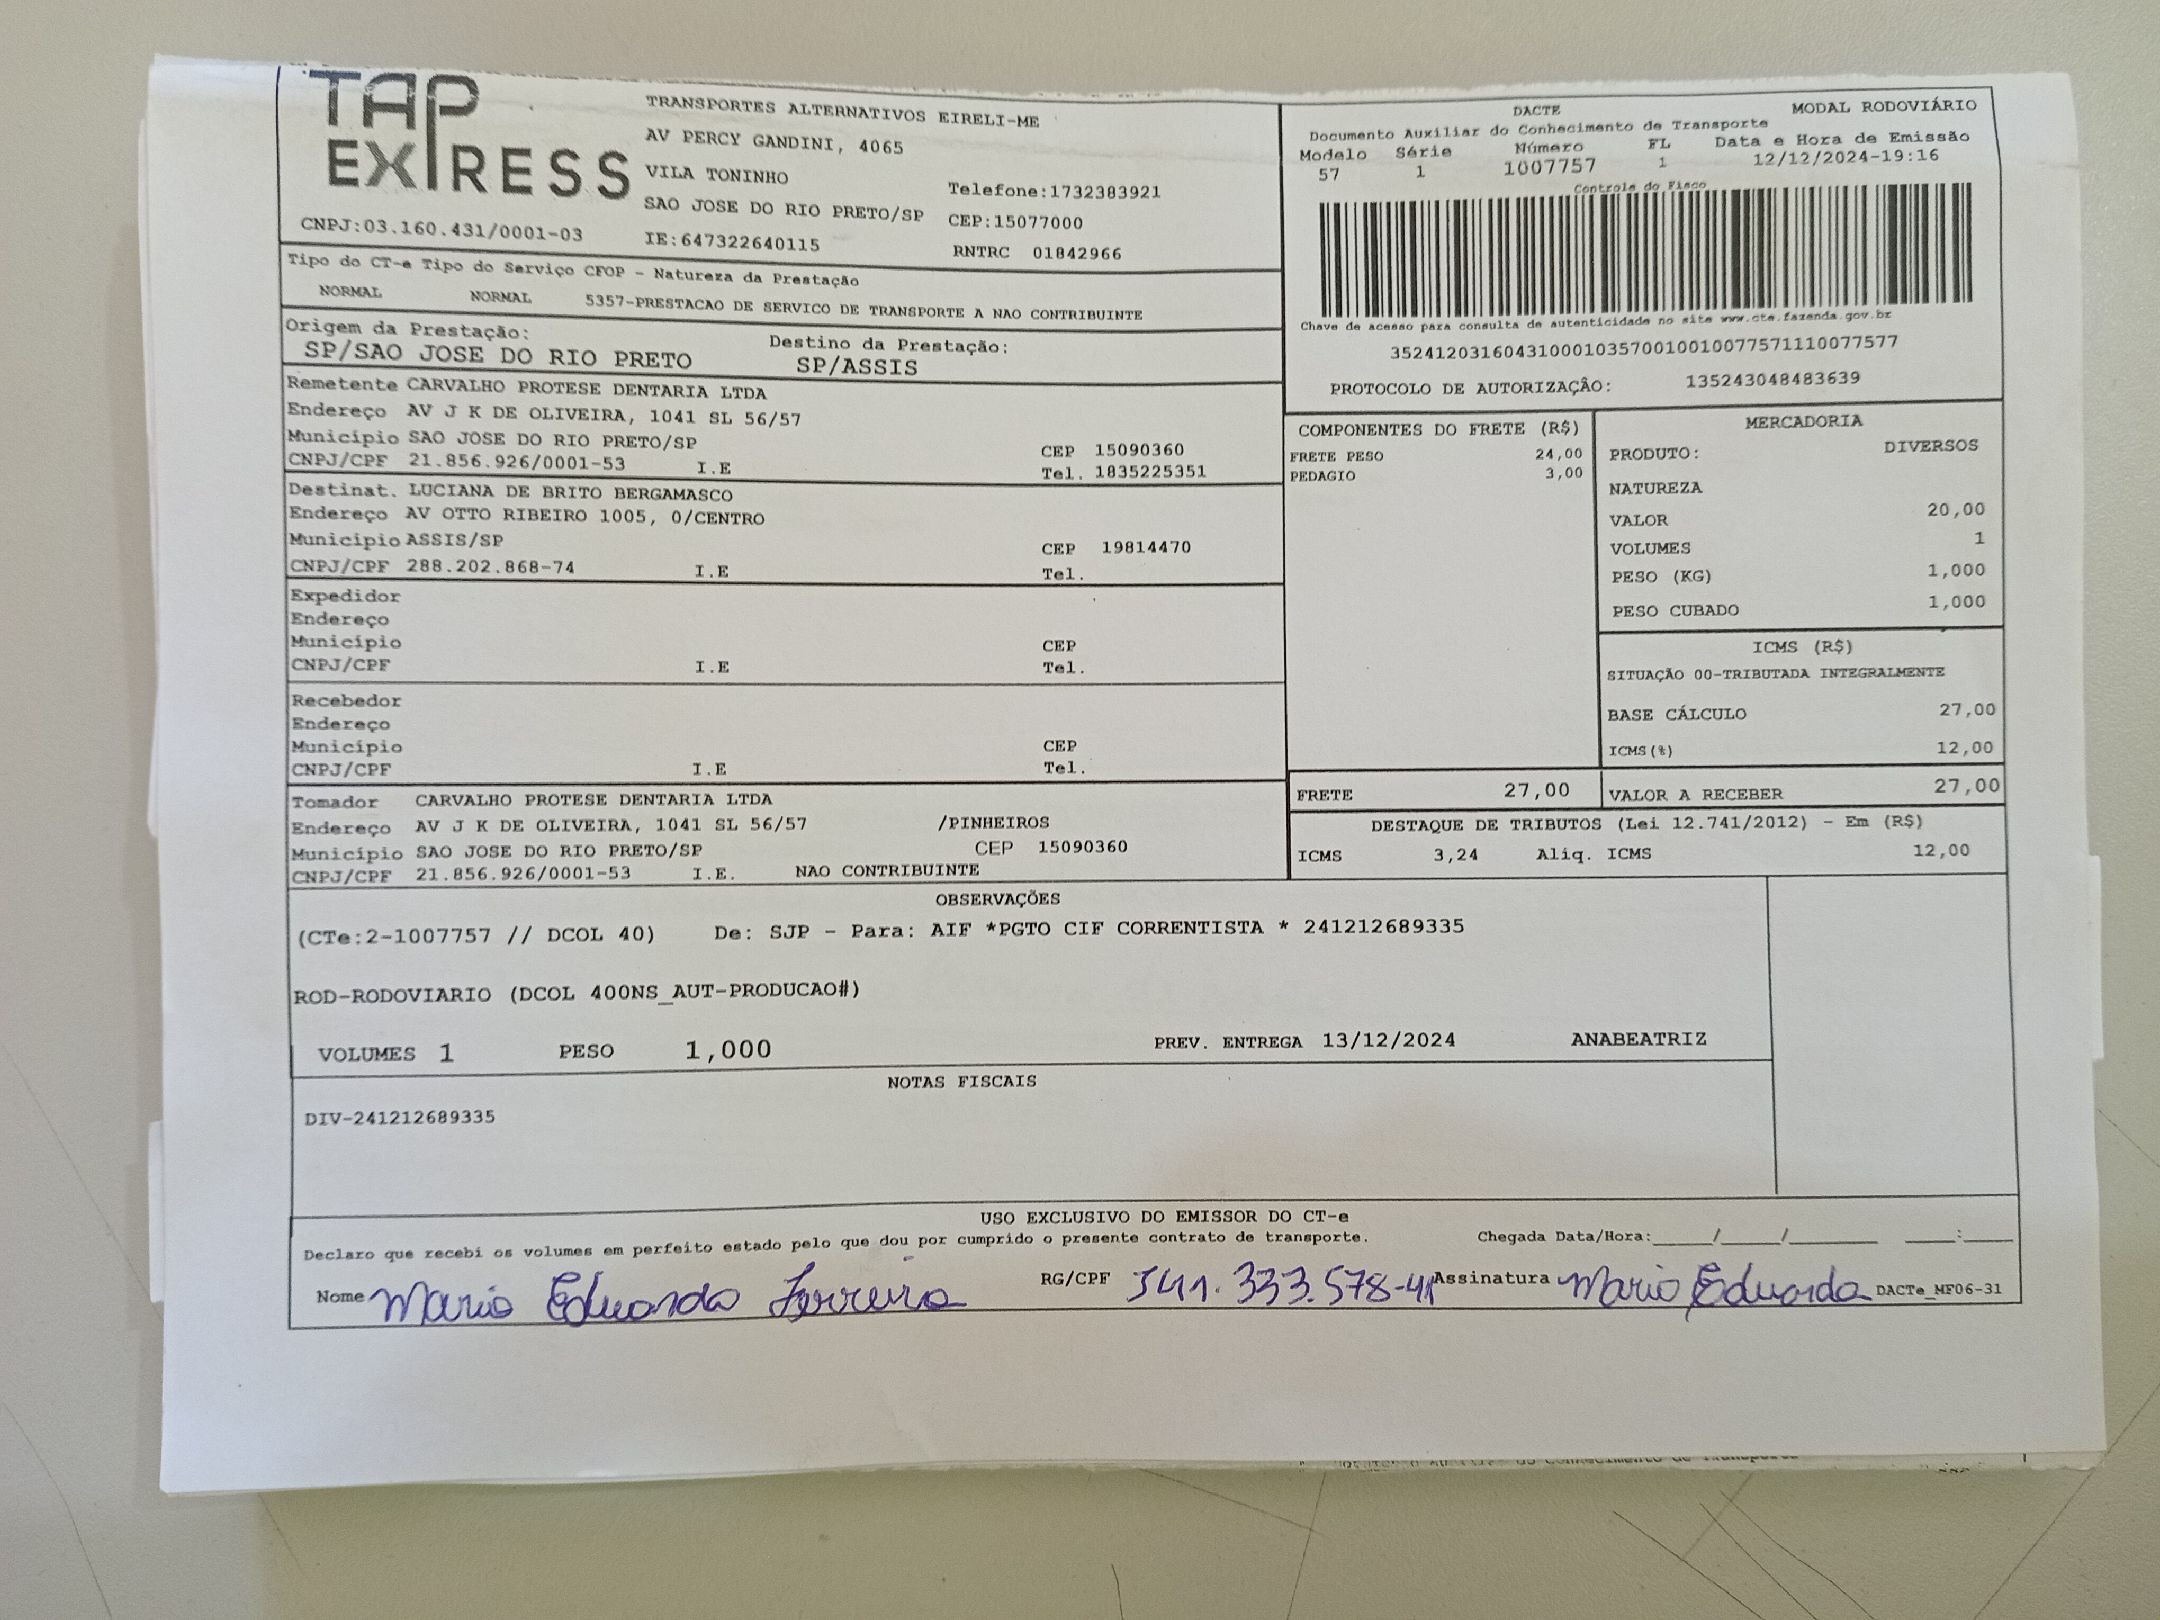 TAP EXPRESS
CNPJ:03.160.431/0001-03
TRANSPORTES ALTERNATIVOS EIRELI-ME
AV PERCY GANDINI, 4065
VILA TONINHO
SAO JOSE DO RIO PRETO/SP
IE:647322640115
Telefone:1732383921
CEP:15077000
RNTRC 01842966
DACTE MODAL RODOVIÁRIO
Documento Auxiliar do Conhecimento de Transporte
Modelo Série Número FL Data e Hora de Emissão
57 1 1007757 1 12/12/2024-19:16
Controle do Fisco
Chave de acesso para consulta de autenticidade no site www.cte.fazenda.gov.br
35241203160431000103570010010077571110077577
PROTOCOLO DE AUTORIZAÇÃO: 135243048483639
Tipo do CT-e Tipo do Serviço CFOP - Natureza da Prestação
NORMAL NORMAL 5357-PRESTACAO DE SERVICO DE TRANSPORTE A NAO CONTRIBUINTE
Origem da Prestação: Destino da Prestação:
SP/SAO JOSE DO RIO PRETO SP/ASSIS
Remetente CARVALHO PROTESE DENTARIA LTDA
Endereço AV J K DE OLIVEIRA, 1041 SL 56/57
Município SAO JOSE DO RIO PRETO/SP CEP 15090360
CNPJ/CPF 21.856.926/0001-53 I.E Tel. 1835225351
Destinat. LUCIANA DE BRITO BERGAMASCO
Endereço AV OTTO RIBEIRO 1005, 0/CENTRO
Município ASSIS/SP CEP 19814470
CNPJ/CPF 288.202.868-74 I.E Tel.
Expedidor
Endereço
Município CEP
CNPJ/CPF I.E Tel.
Recebedor
Endereço
Município CEP
CNPJ/CPF I.E Tel.
Tomador CARVALHO PROTESE DENTARIA LTDA
Endereço AV J K DE OLIVEIRA, 1041 SL 56/57 /PINHEIROS
Município SAO JOSE DO RIO PRETO/SP CEP 15090360
CNPJ/CPF 21.856.926/0001-53 I.E. NAO CONTRIBUINTE
COMPONENTES DO FRETE (R$)
FRETE PESO 24,00
PEDAGIO 3,00
MERCADORIA
PRODUTO: DIVERSOS
NATUREZA
VALOR 20,00
VOLUMES 1
PESO (KG) 1,000
PESO CUBADO 1,000
ICMS (R$)
SITUAÇÃO 00-TRIBUTADA INTEGRALMENTE
BASE CÁLCULO 27,00
ICMS(%) 12,00
FRETE 27,00 VALOR A RECEBER 27,00
DESTAQUE DE TRIBUTOS (Lei 12.741/2012) - Em (R$)
ICMS 3,24 Aliq. ICMS 12,00
OBSERVAÇÕES
(CTe:2-1007757 // DCOL 40) De: SJP - Para: AIF *PGTO CIF CORRENTISTA * 241212689335
ROD-RODOVIARIO (DCOL 400NS_AUT-PRODUCAO#)
VOLUMES 1 PESO 1,000 PREV. ENTREGA 13/12/2024 ANABEATRIZ
NOTAS FISCAIS
DIV-241212689335
USO EXCLUSIVO DO EMISSOR DO CT-e
Declaro que recebi os volumes em perfeito estado pelo que dou por cumprido o presente contrato de transporte. Chegada Data/Hora:_____/_____/_______ ____:____
Nome Maria Eduarda Ferreira RG/CPF 541.333.578-41 Assinatura Maria Eduarda DACTe_MF06-31